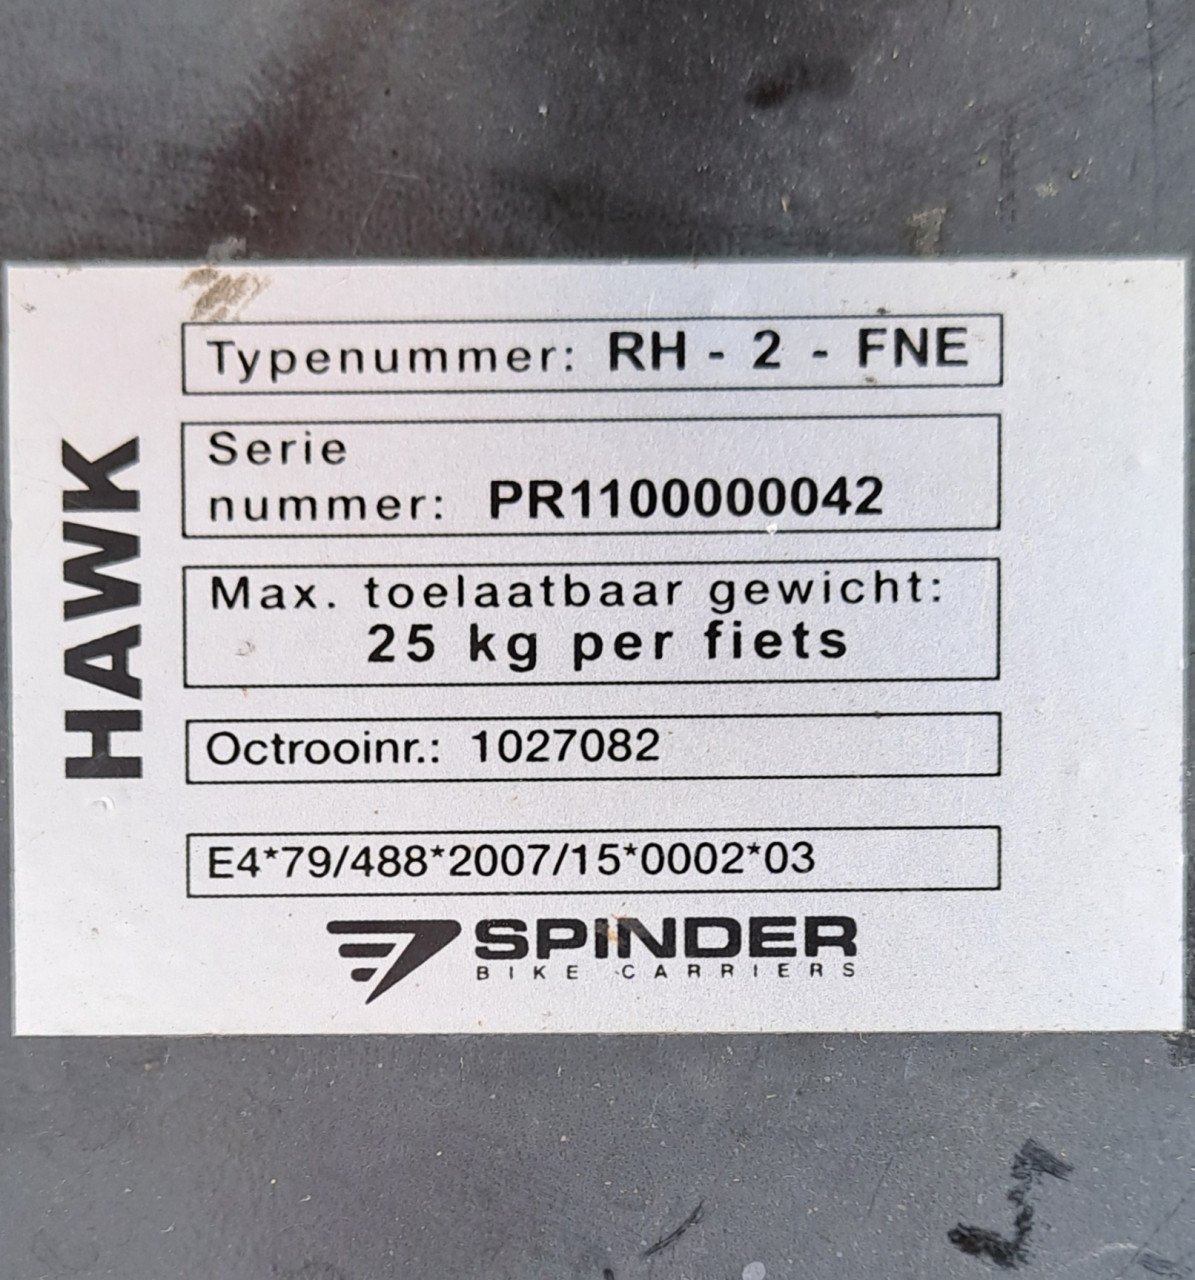 HAWK
Typenummer: RH - 2 - FNE
Serie
nummer: PR1100000042
Max. toelaatbaar gewicht:
25 kg per fiets
Octrooinr.: 1027082
E4*79/488*2007/15*0002*03
SPINDER
BIKE CARRIERS